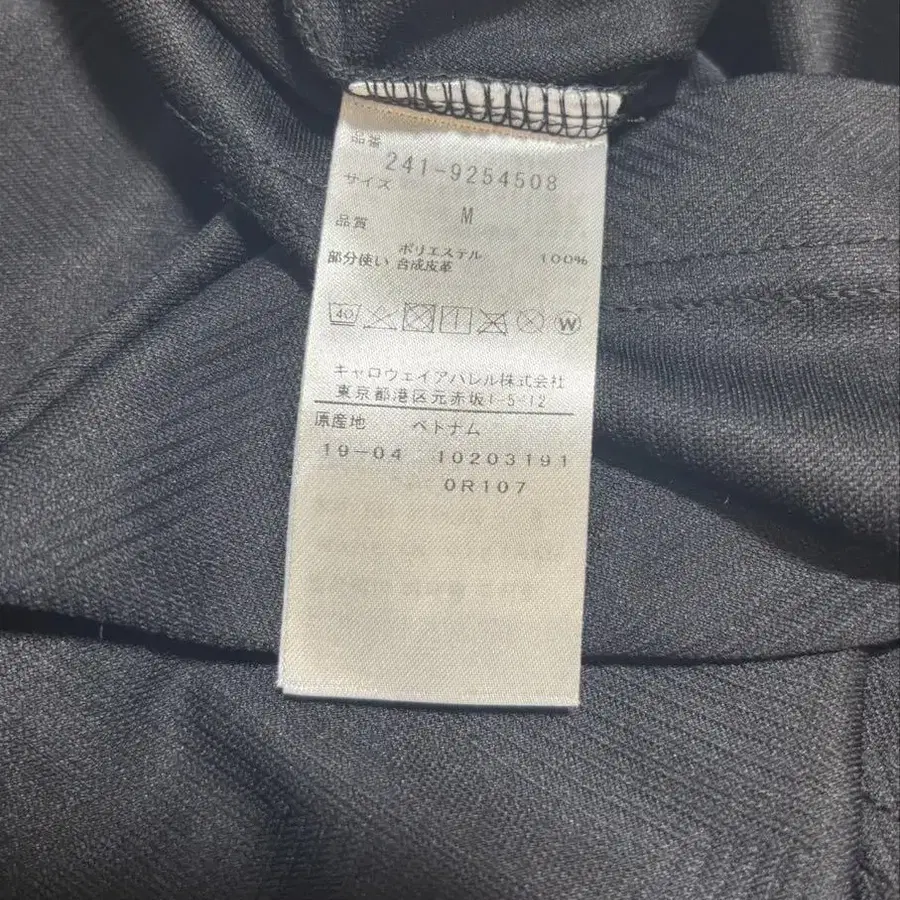 品番
241-9254508
サイズ
M
品質
ポリエステル 100%
部分使い 合成皮革
40 W
キャロウェイアパレル株式会社
東京都港区元赤坂1-5-12
原産地 ベトナム
19-04 10203191
0R107